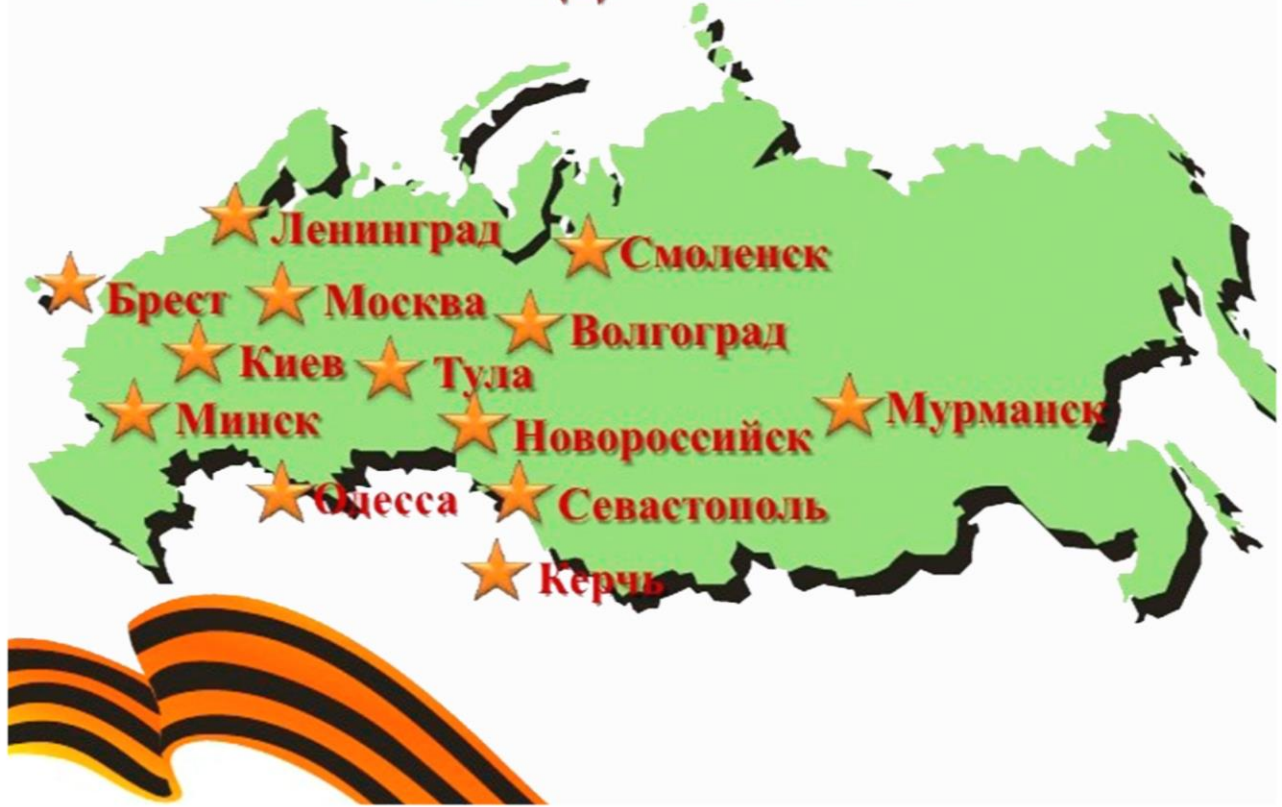 Ленинград
Смоленск
Брест
Москва
Волгоград
Киев
Тула
Минск
Мурманск
Новороссийск
Одесса
Севастополь
Керчь